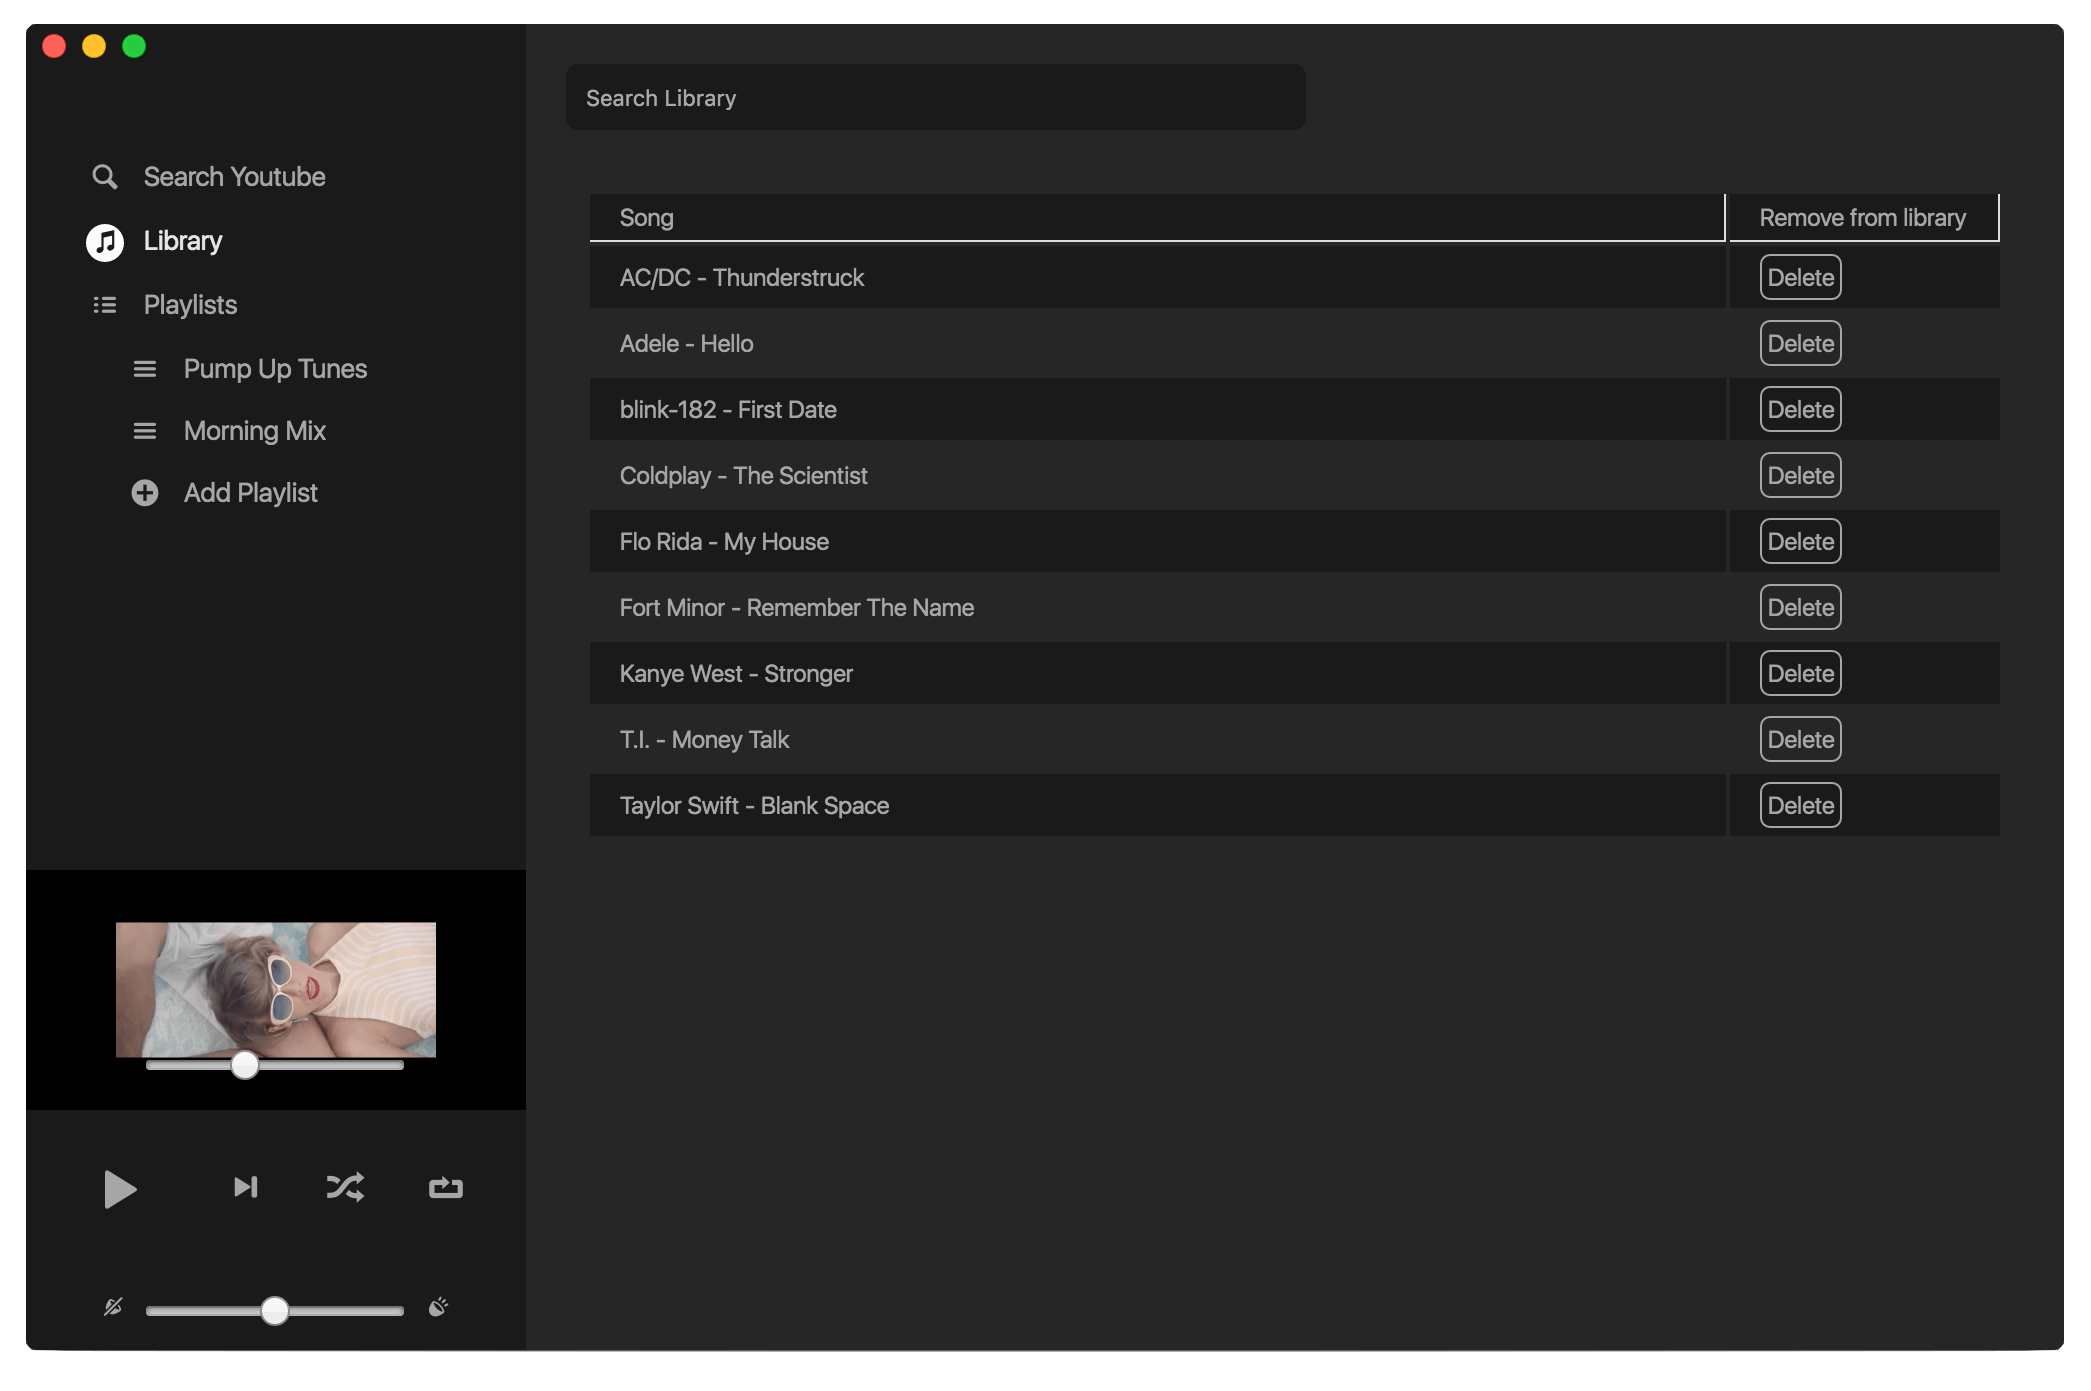 Search Youtube
Library
Playlists
Pump Up Tunes
Morning Mix
Add Playlist
Search Library
Song Remove from library
AC/DC - Thunderstruck Delete
Adele - Hello Delete
blink-182 - First Date Delete
Coldplay - The Scientist Delete
Flo Rida - My House Delete
Fort Minor - Remember The Name Delete
Kanye West - Stronger Delete
T.I. - Money Talk Delete
Taylor Swift - Blank Space Delete